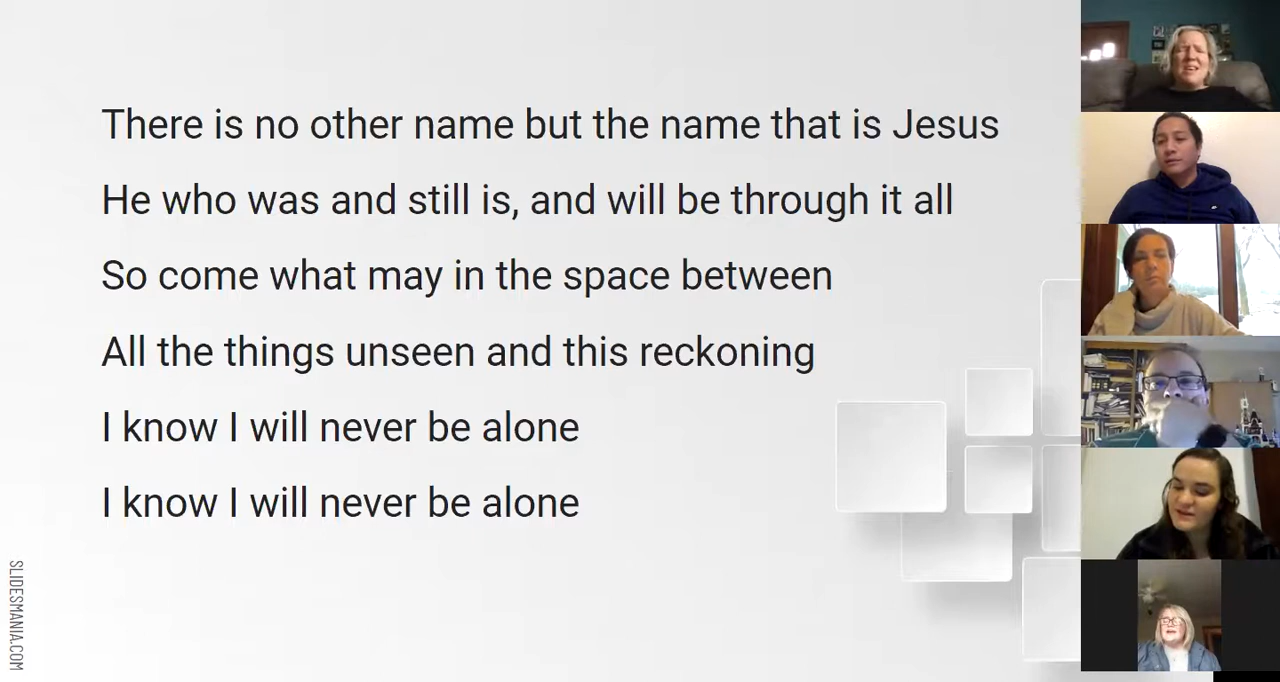 There is no other name but the name that is Jesus
He who was and still is, and will be through it all
So come what may in the space between
All the things unseen and this reckoning
I know I will never be alone
I know I will never be alone
SLIDESMANIA.COM